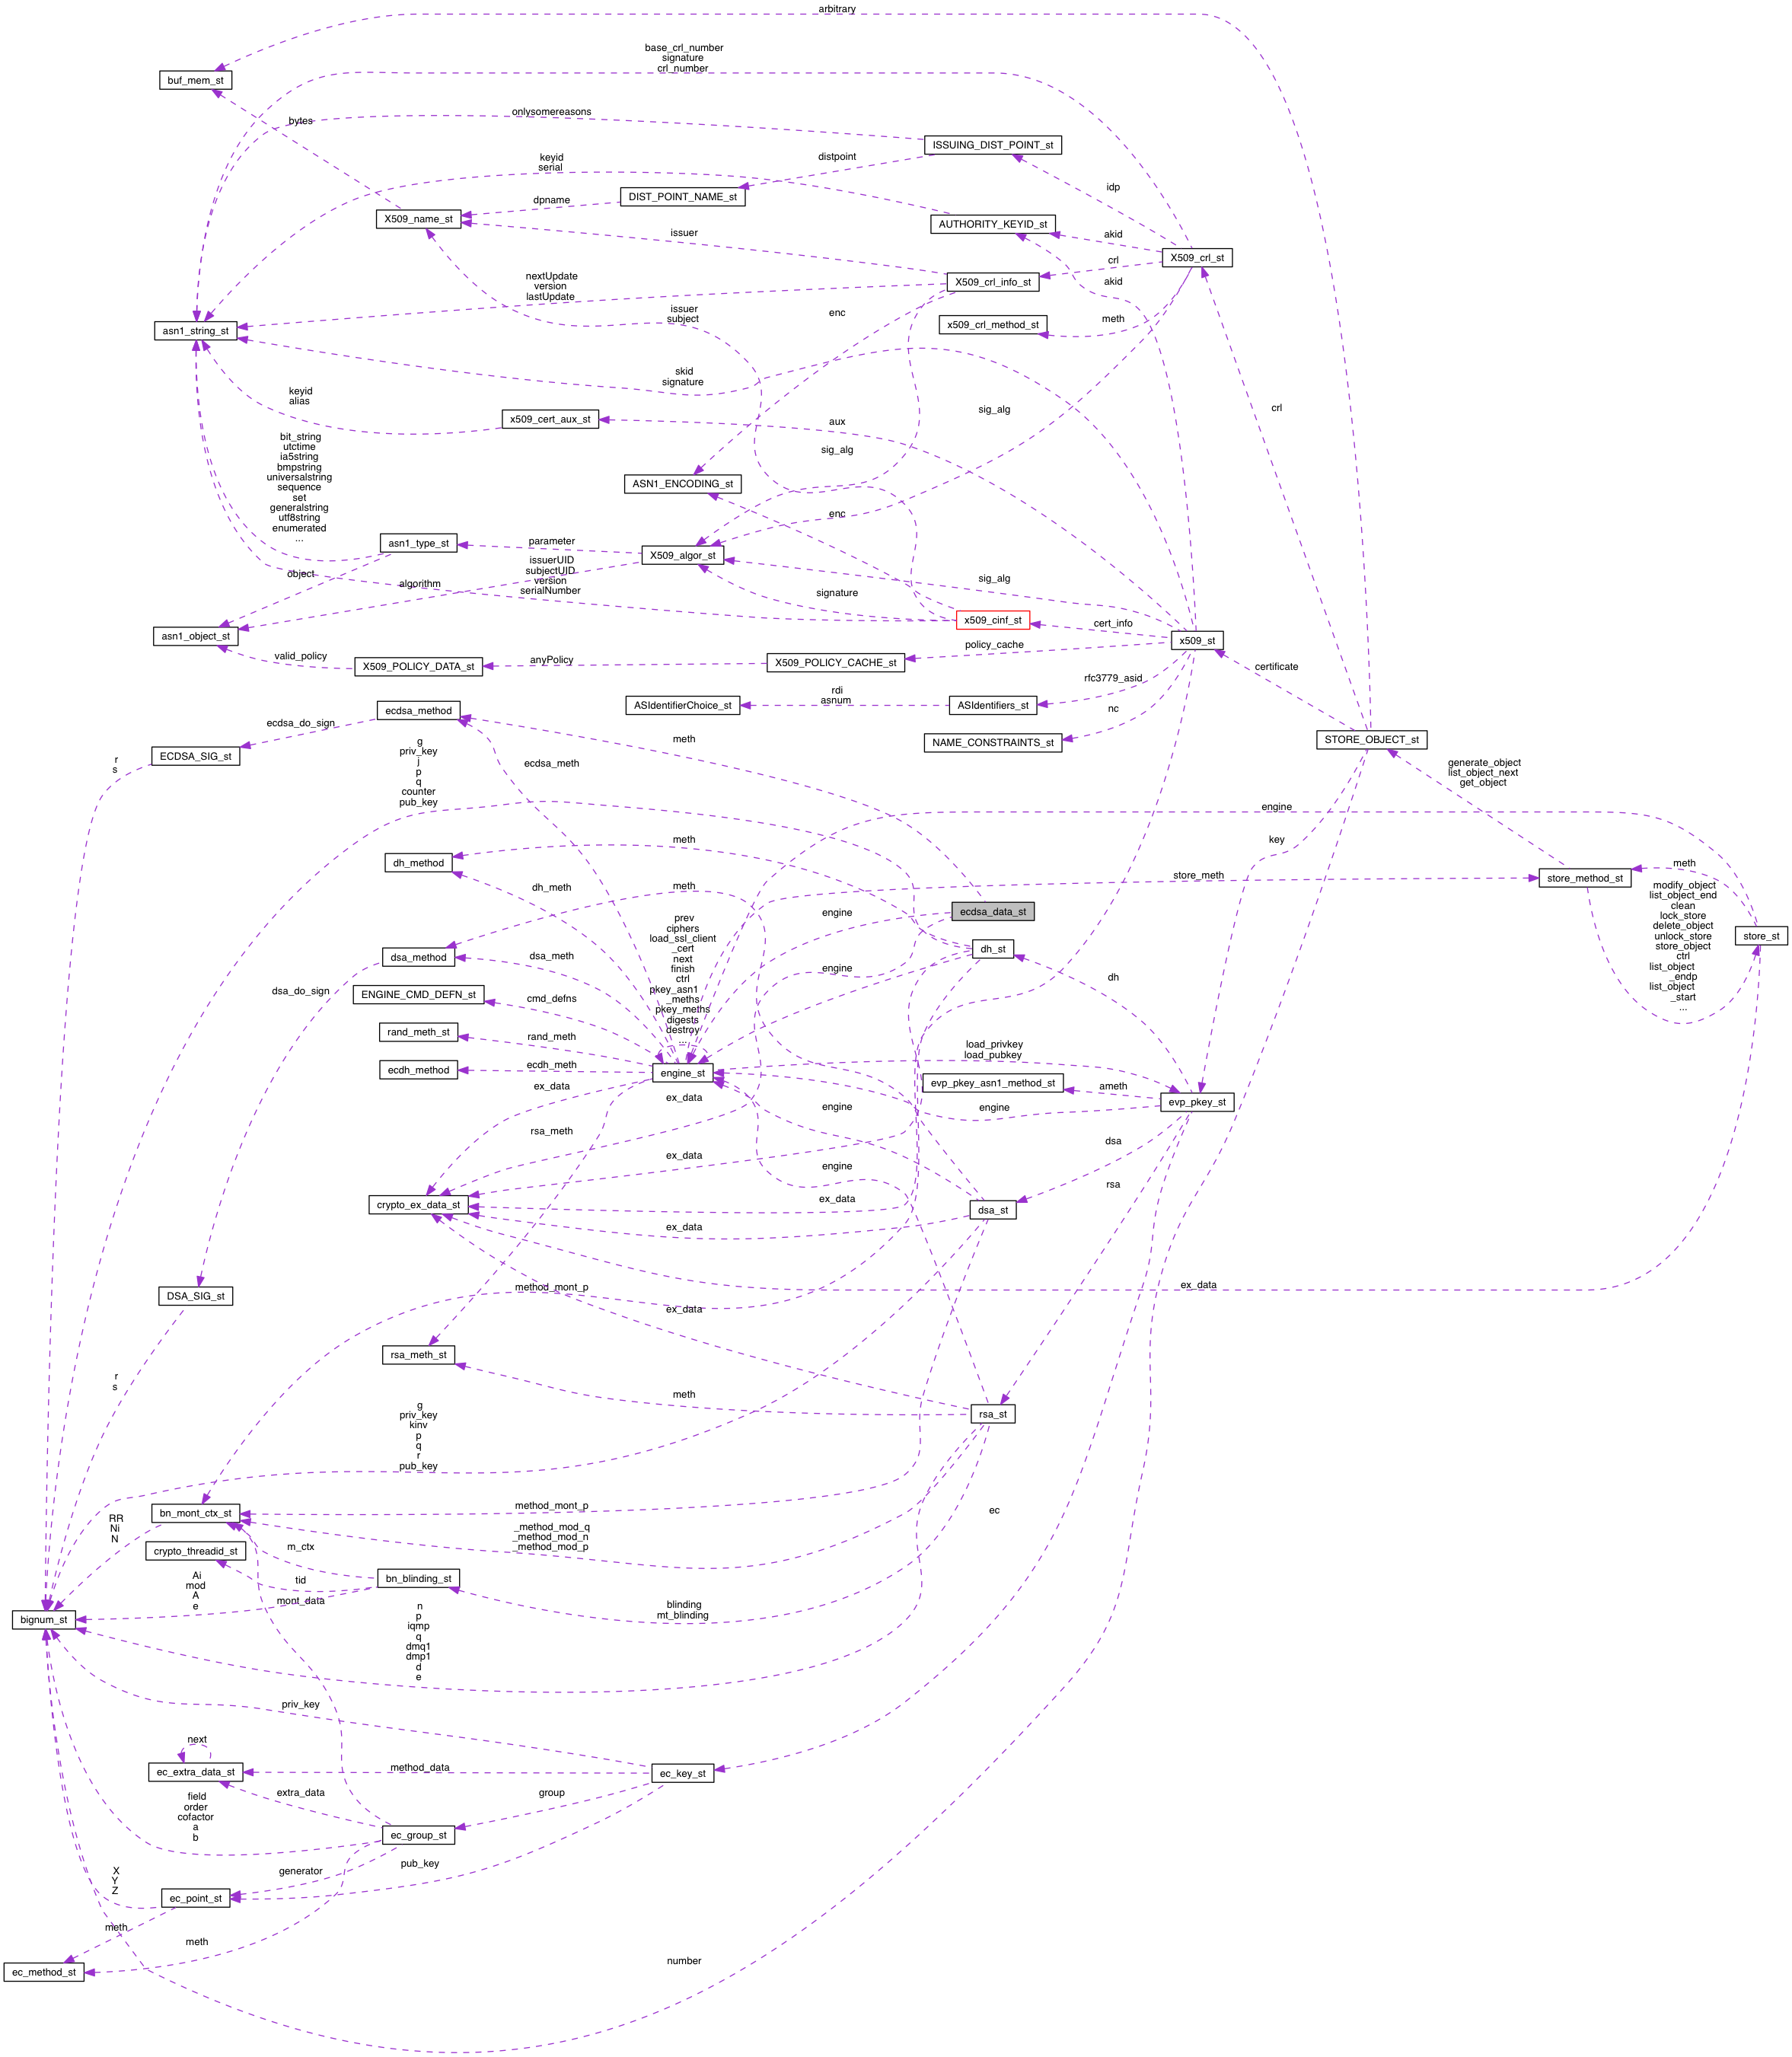 arbitrary
base_crl_number
signature
crl_number
buf_mem_st
onlysomereasons
bytes
ISSUING_DIST_POINT_st
keyid
serial
distpoint
idp
DIST_POINT_NAME_st
dpname
X509_name_st
AUTHORITY_KEYID_st
issuer
akid
X509_crl_st
crl
nextUpdate
version
lastUpdate
X509_crl_info_st
akid
issuer
subject
enc
asn1_string_st
x509_crl_method_st
meth
skid
signature
keyid
alias
x509_cert_aux_st
aux
sig_alg
crl
bit_string
utctime
ia5string
bmpstring
universalstring
sequence
set
generalstring
utf8string
enumerated
...
sig_alg
ASN1_ENCODING_st
enc
asn1_type_st
parameter
X509_algor_st
object
algorithm
issuerUID
subjectUID
version
serialNumber
sig_alg
signature
x509_cinf_st
cert_info
asn1_object_st
x509_st
policy_cache
valid_policy
X509_POLICY_DATA_st
anyPolicy
X509_POLICY_CACHE_st
certificate
rfc3779_asid
rdi
asnum
ASIdentifierChoice_st
ASIdentifiers_st
nc
ecdsa_method
ecdsa_do_sign
meth
NAME_CONSTRAINTS_st
STORE_OBJECT_st
ECDSA_SIG_st
r
s
g
priv_key
j
p
q
counter
pub_key
ecdsa_meth
generate_object
list_object_next
get_object
engine
key
meth
dh_method
meth
dh_meth
meth
store_meth
store_method_st
modify_object
list_object_end
clean
lock_store
delete_object
unlock_store
store_object
ctrl
list_object
_endp
list_object
_start
...
prev
ciphers
load_ssl_client
_cert
next
finish
ctrl
pkey_asn1
_meths
pkey_meths
digests
destroy
...
engine
ecdsa_data_st
store_st
dsa_method
dsa_meth
dh_st
engine
dh
dsa_do_sign
ENGINE_CMD_DEFN_st
cmd_defns
rand_meth_st
rand_meth
load_privkey
load_pubkey
ecdh_method
ecdh_meth
engine_st
evp_pkey_asn1_method_st
ameth
evp_pkey_st
ex_data
ex_data
engine
engine
rsa_meth
dsa
ex_data
engine
rsa
crypto_ex_data_st
ex_data
dsa_st
ex_data
DSA_SIG_st
method_mont_p
ex_data
ex_data
rsa_meth_st
r
s
meth
g
priv_key
kinv
p
q
r
pub_key
rsa_st
bn_mont_ctx_st
method_mont_p
ec
RR
Ni
N
_method_mod_q
_method_mod_n
_method_mod_p
crypto_threadid_st
m_ctx
bn_blinding_st
tid
Ai
mod
A
e
mont_data
blinding
mt_blinding
bignum_st
n
p
iqmp
q
dmq1
dmp1
d
e
priv_key
next
ec_extra_data_st
method_data
ec_key_st
extra_data
group
field
order
cofactor
a
b
ec_group_st
generator
pub_key
X
Y
Z
ec_point_st
meth
meth
ec_method_st
number